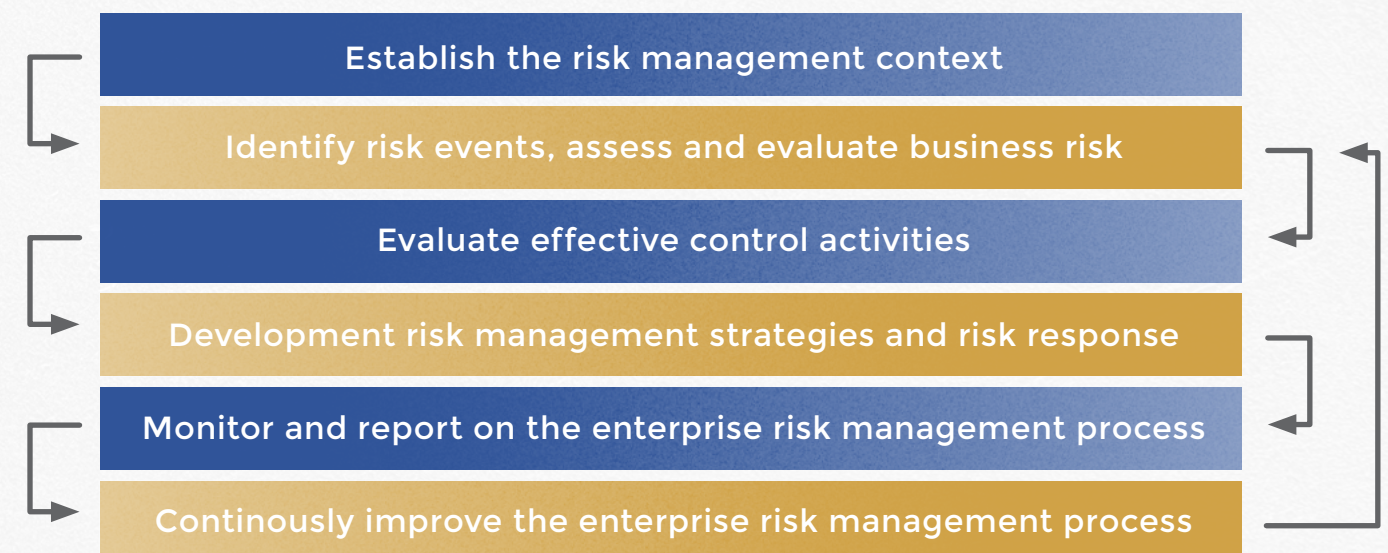 Establish the risk management context
Identify risk events, assess and evaluate business risk
Evaluate effective control activities
Development risk management strategies and risk response
Monitor and report on the enterprise risk management process
Continously improve the enterprise risk management process